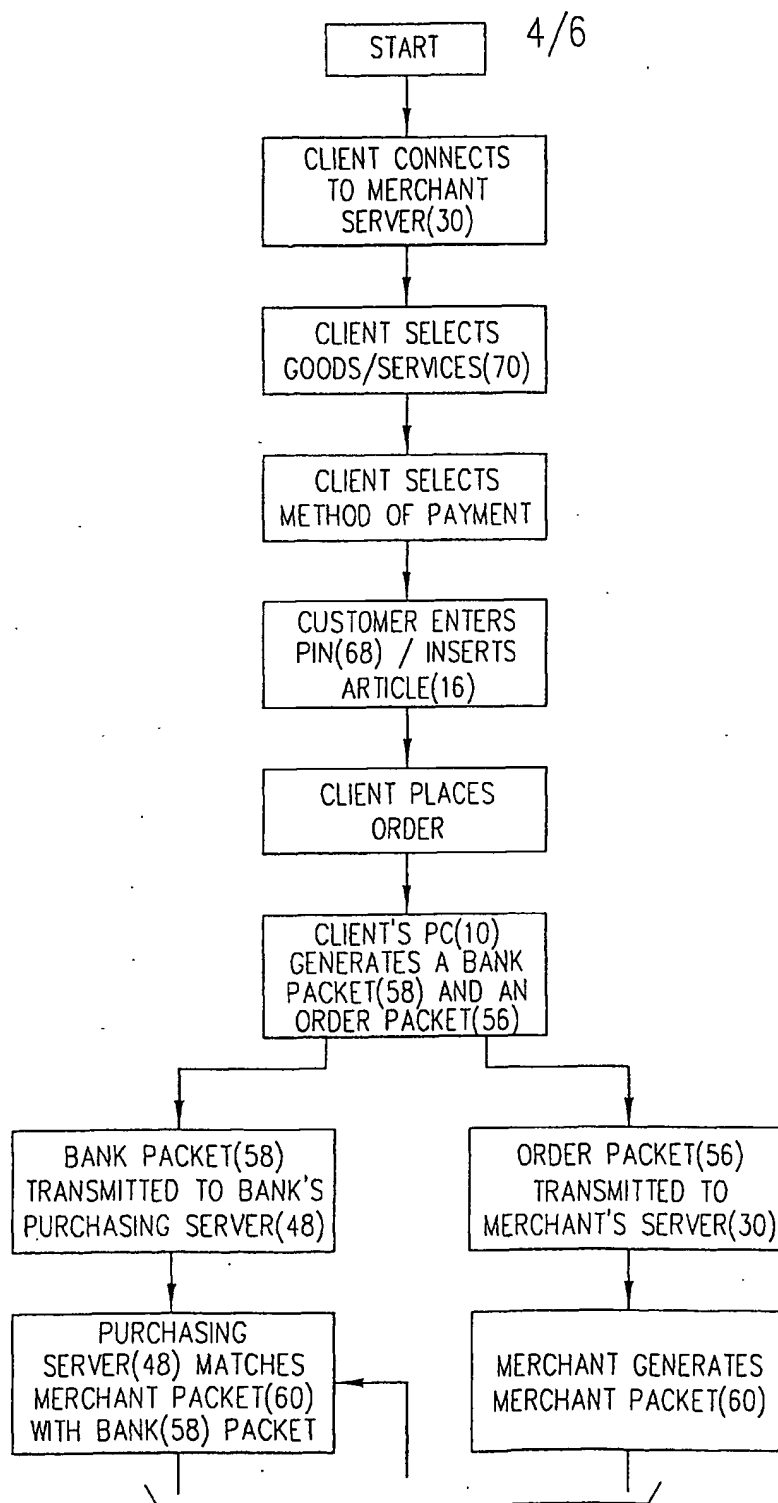 4/6
START
CLIENT CONNECTS
TO MERCHANT
SERVER(30)
CLIENT SELECTS
GOODS/SERVICES(70)
CLIENT SELECTS
METHOD OF PAYMENT
CUSTOMER ENTERS
PIN(68) / INSERTS
ARTICLE(16)
CLIENT PLACES
ORDER
CLIENT'S PC(10)
GENERATES A BANK
PACKET(58) AND AN
ORDER PACKET(56)
BANK PACKET(58)
TRANSMITTED TO BANK'S
PURCHASING SERVER(48)
ORDER PACKET(56)
TRANSMITTED TO
MERCHANT'S SERVER(30)
PURCHASING
SERVER(48) MATCHES
MERCHANT PACKET(60)
WITH BANK(58) PACKET
MERCHANT GENERATES
MERCHANT PACKET(60)